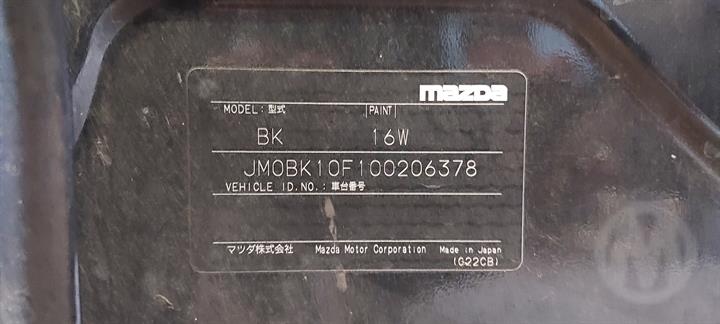 mazda
MODEL: 型式 PAINT
BK 16W
JM0BK10F100206378
VEHICLE ID.NO.: 車台番号
マツダ株式会社 Mazda Motor Corporation Made in Japan
(G22CB)